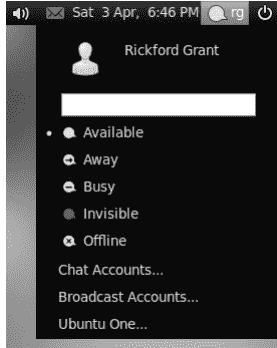 Sat 3 Apr, 6:46 PM rg
Rickford Grant
Available
Away
Busy
Invisible
Offline
Chat Accounts...
Broadcast Accounts...
Ubuntu One...